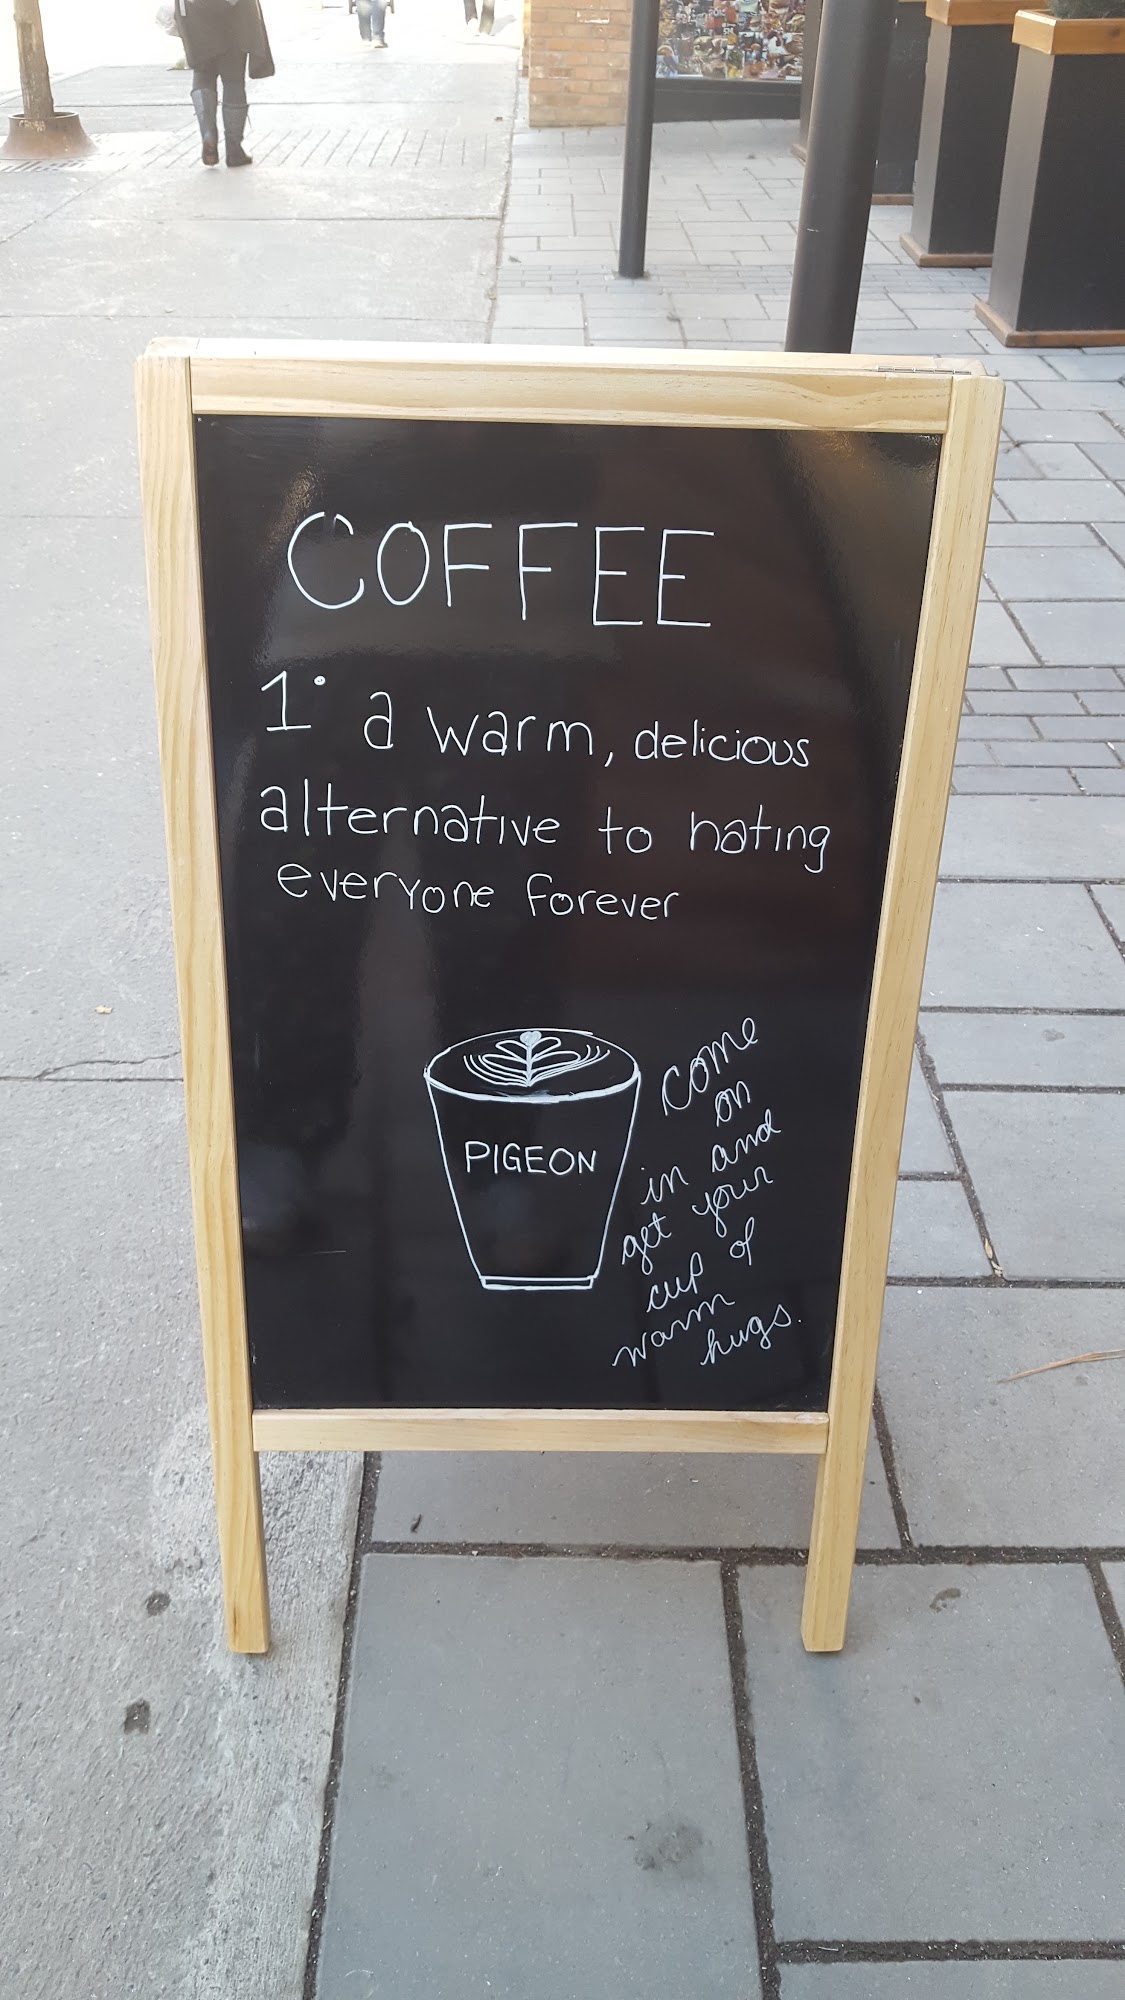 COFFEE
1° a warm, delicious
alternative to hating
everyone forever
PIGEON
come
on
in and
get your
cup of
warm
hugs.